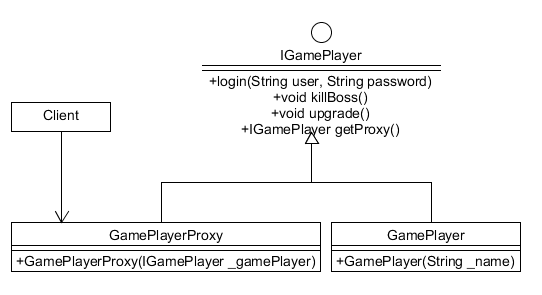 IGamePlayer
+login(String user, String password)
+void killBoss()
+void upgrade()
+IGamePlayer getProxy()
Client
GamePlayerProxy
+GamePlayerProxy(IGamePlayer _gamePlayer)
GamePlayer
+GamePlayer(String _name)